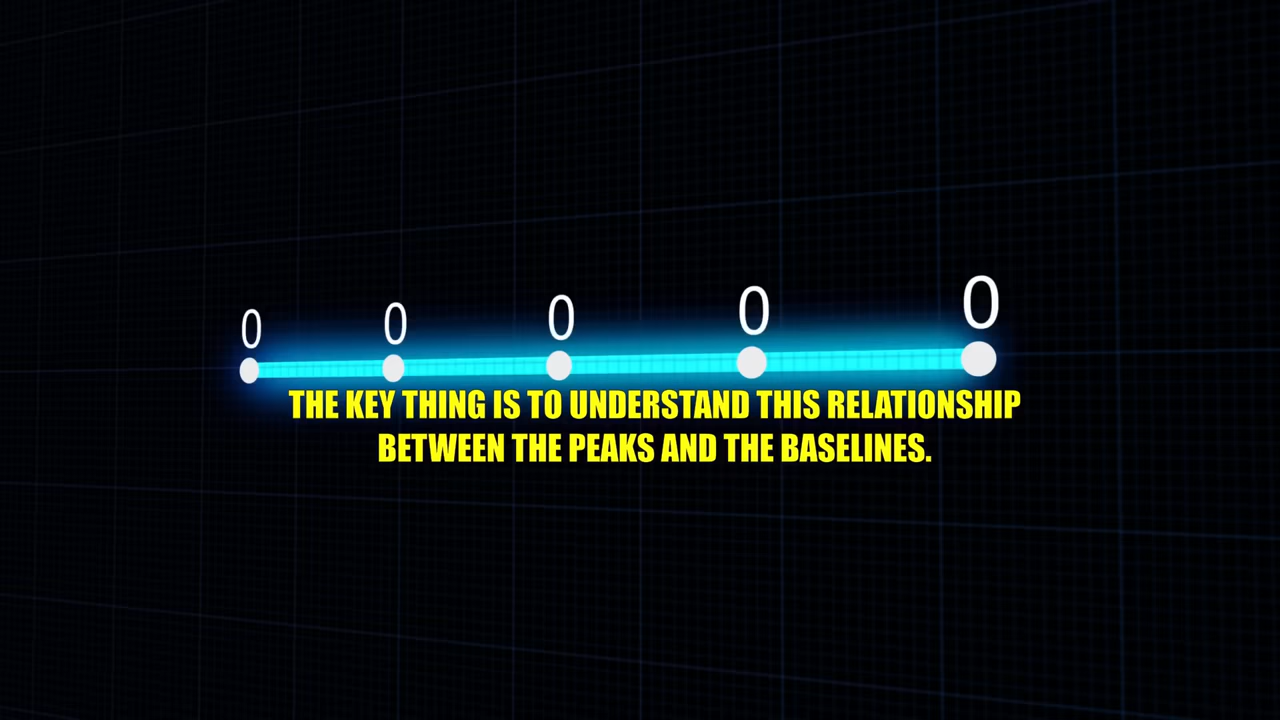 0 0 0 0 0
THE KEY THING IS TO UNDERSTAND THIS RELATIONSHIP
BETWEEN THE PEAKS AND THE BASELINES.